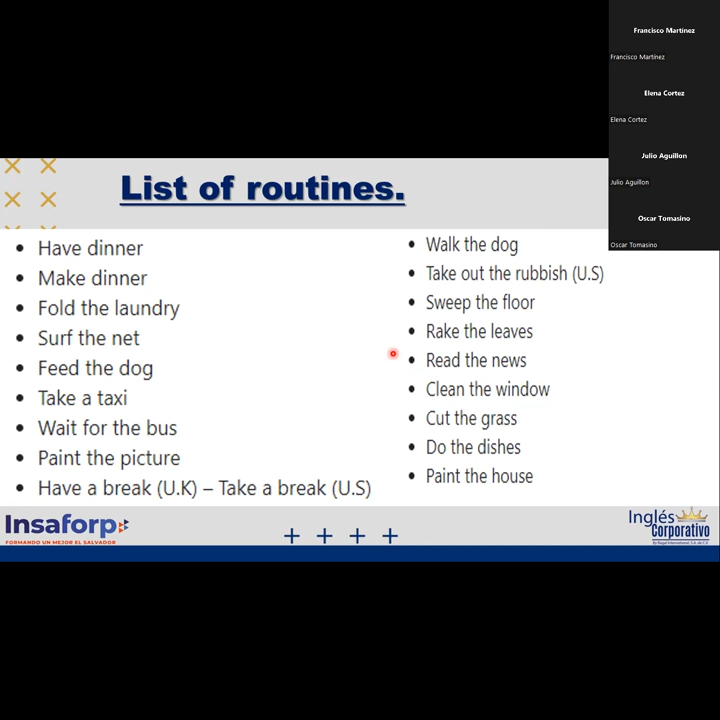 Francisco Martínez
Francisco Martínez
Elena Cortez
Elena Cortez
Julio Aguillon
Julio Aguillon
Oscar Tomasino
Oscar Tomasino
List of routines.
Have dinner
Make dinner
Fold the laundry
Surf the net
Feed the dog
Take a taxi
Wait for the bus
Paint the picture
Have a break (U.K) – Take a break (U.S)
Walk the dog
Take out the rubbish (U.S)
Sweep the floor
Rake the leaves
Read the news
Clean the window
Cut the grass
Do the dishes
Paint the house
Insaforp
FORMANDO UN MEJOR EL SALVADOR
Inglés
Corporativo